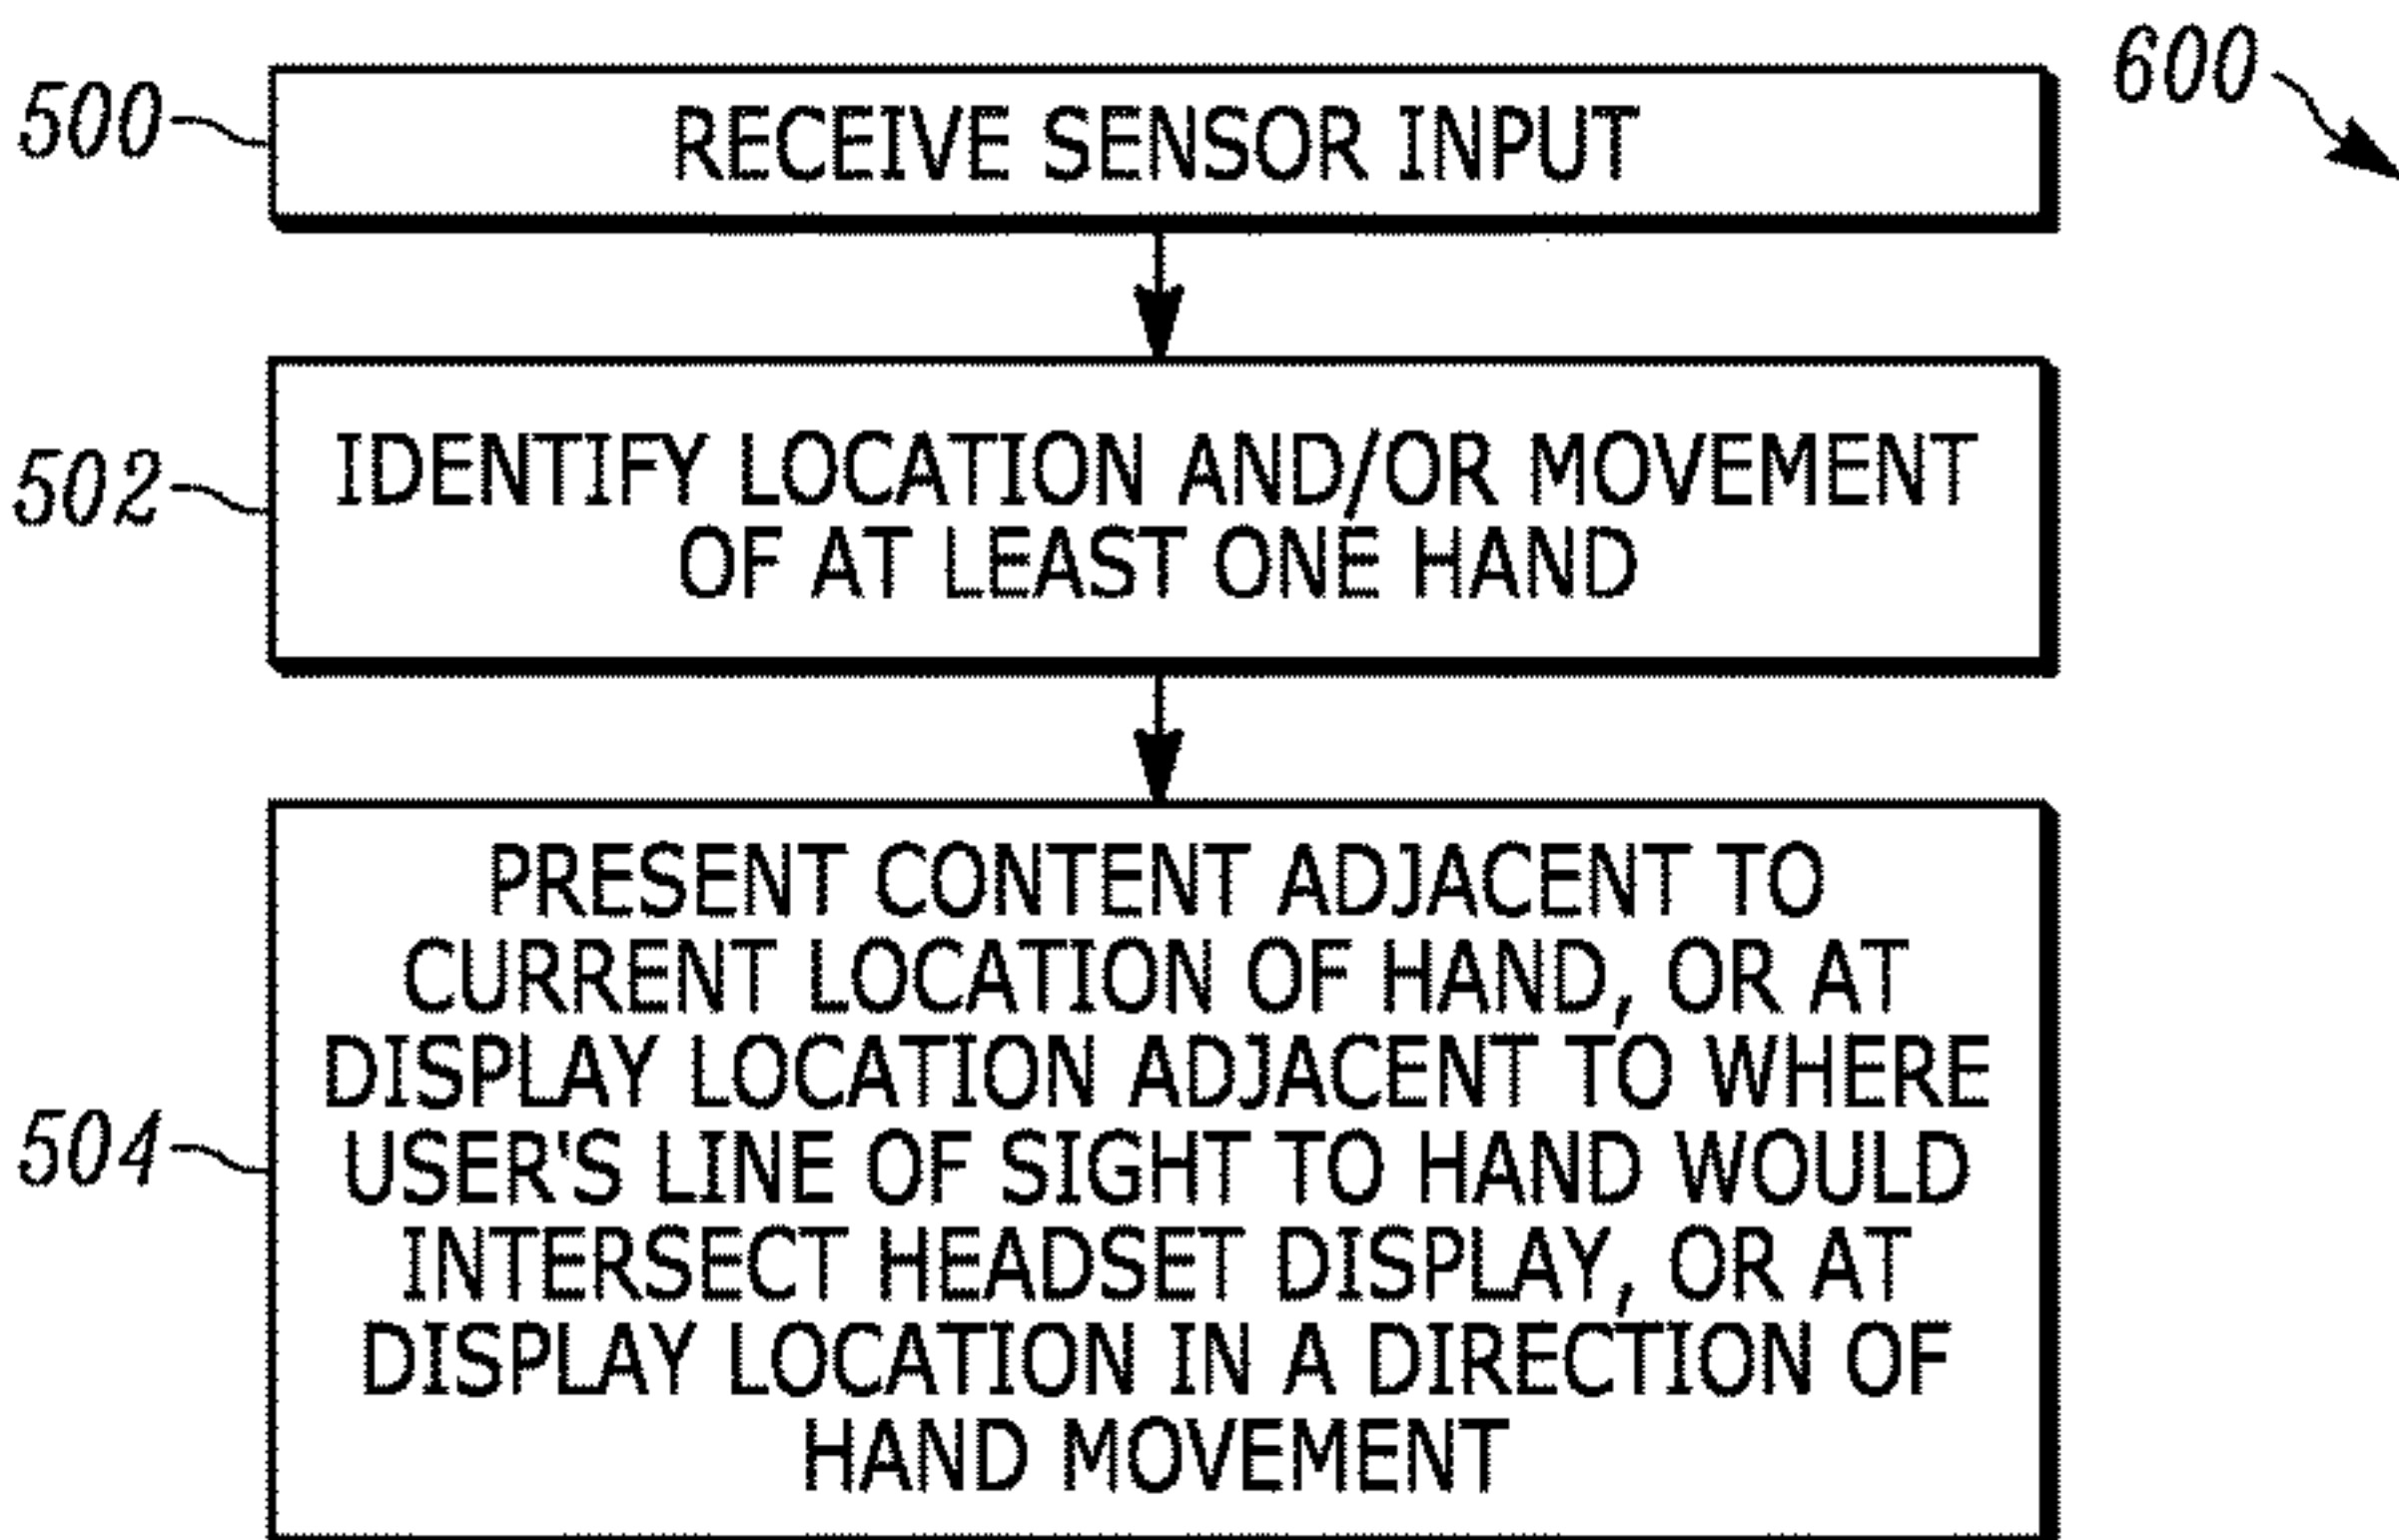 600
500
RECEIVE SENSOR INPUT
502
IDENTIFY LOCATION AND/OR MOVEMENT
OF AT LEAST ONE HAND
504
PRESENT CONTENT ADJACENT TO
CURRENT LOCATION OF HAND, OR AT
DISPLAY LOCATION ADJACENT TO WHERE
USER'S LINE OF SIGHT TO HAND WOULD
INTERSECT HEADSET DISPLAY, OR AT
DISPLAY LOCATION IN A DIRECTION OF
HAND MOVEMENT